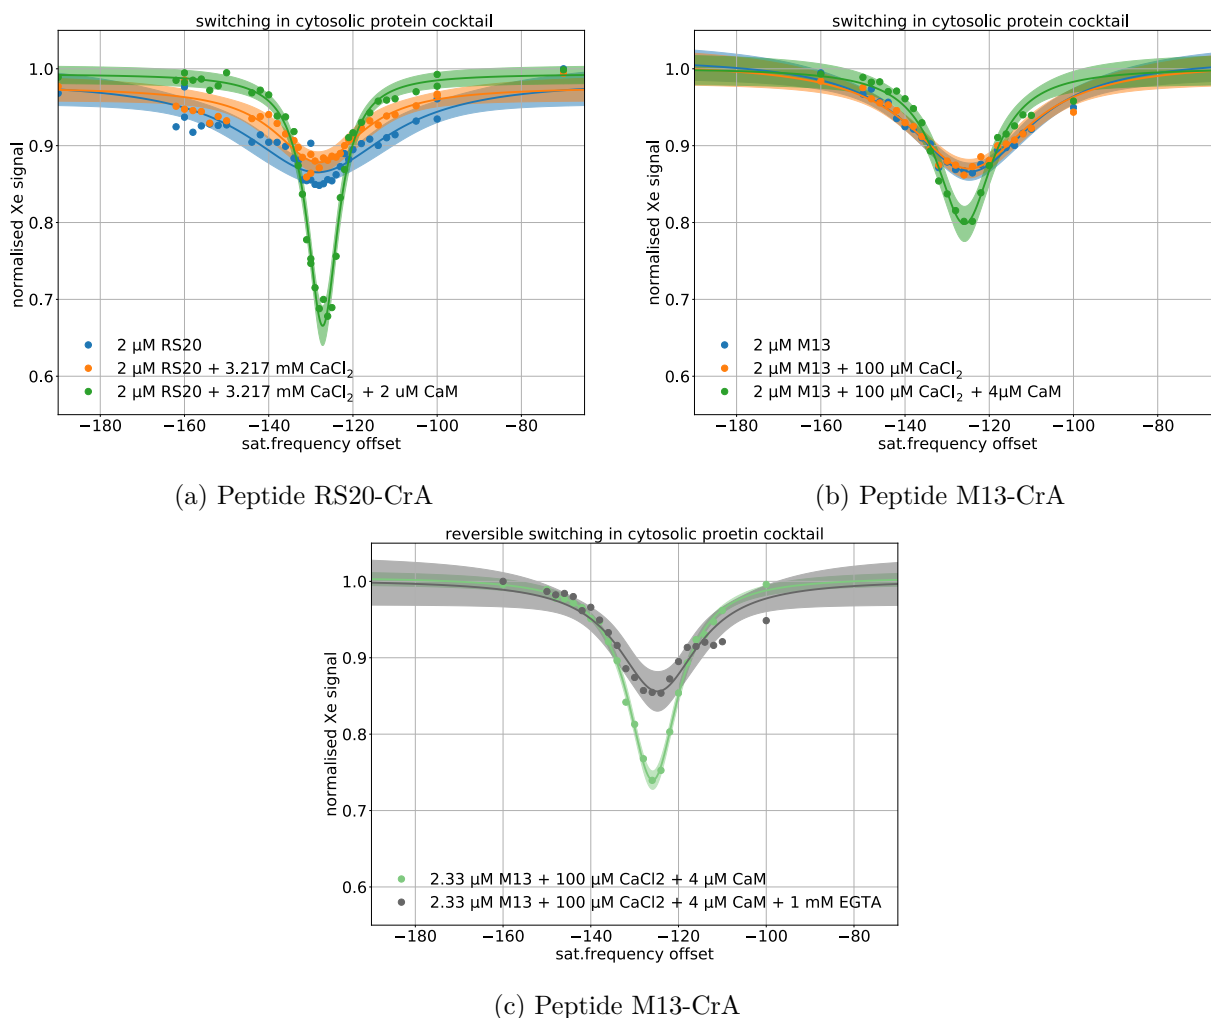 switching in cytosolic protein cocktail
1.0
0.9
0.8
0.7
0.6
normalised Xe signal
2 μM RS20
2 μM RS20 + 3.217 mM CaCl₂
2 μM RS20 + 3.217 mM CaCl₂ + 2 uM CaM
−180 −160 −140 −120 −100 −80
sat.frequency offset
(a) Peptide RS20-CrA
switching in cytosolic protein cocktail
1.0
0.9
0.8
0.7
0.6
normalised Xe signal
2 μM M13
2 μM M13 + 100 μM CaCl₂
2 μM M13 + 100 μM CaCl₂ + 4μM CaM
−180 −160 −140 −120 −100 −80
sat.frequency offset
(b) Peptide M13-CrA
reversible switching in cytosolic proetin cocktail
1.0
0.9
0.8
0.7
0.6
normalised Xe signal
2.33 μM M13 + 100 μM CaCl2 + 4 μM CaM
2.33 μM M13 + 100 μM CaCl2 + 4 μM CaM + 1 mM EGTA
−180 −160 −140 −120 −100 −80
sat.frequency offset
(c) Peptide M13-CrA